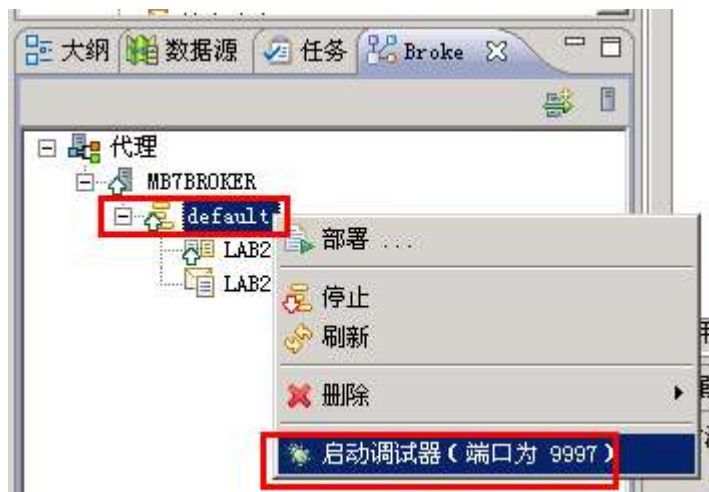 大纲 数据源 任务 Broke
代理
MB7BROKER
default
LAB2
LAB2
部署 ...
停止
刷新
删除
启动调试器(端口为 9997)